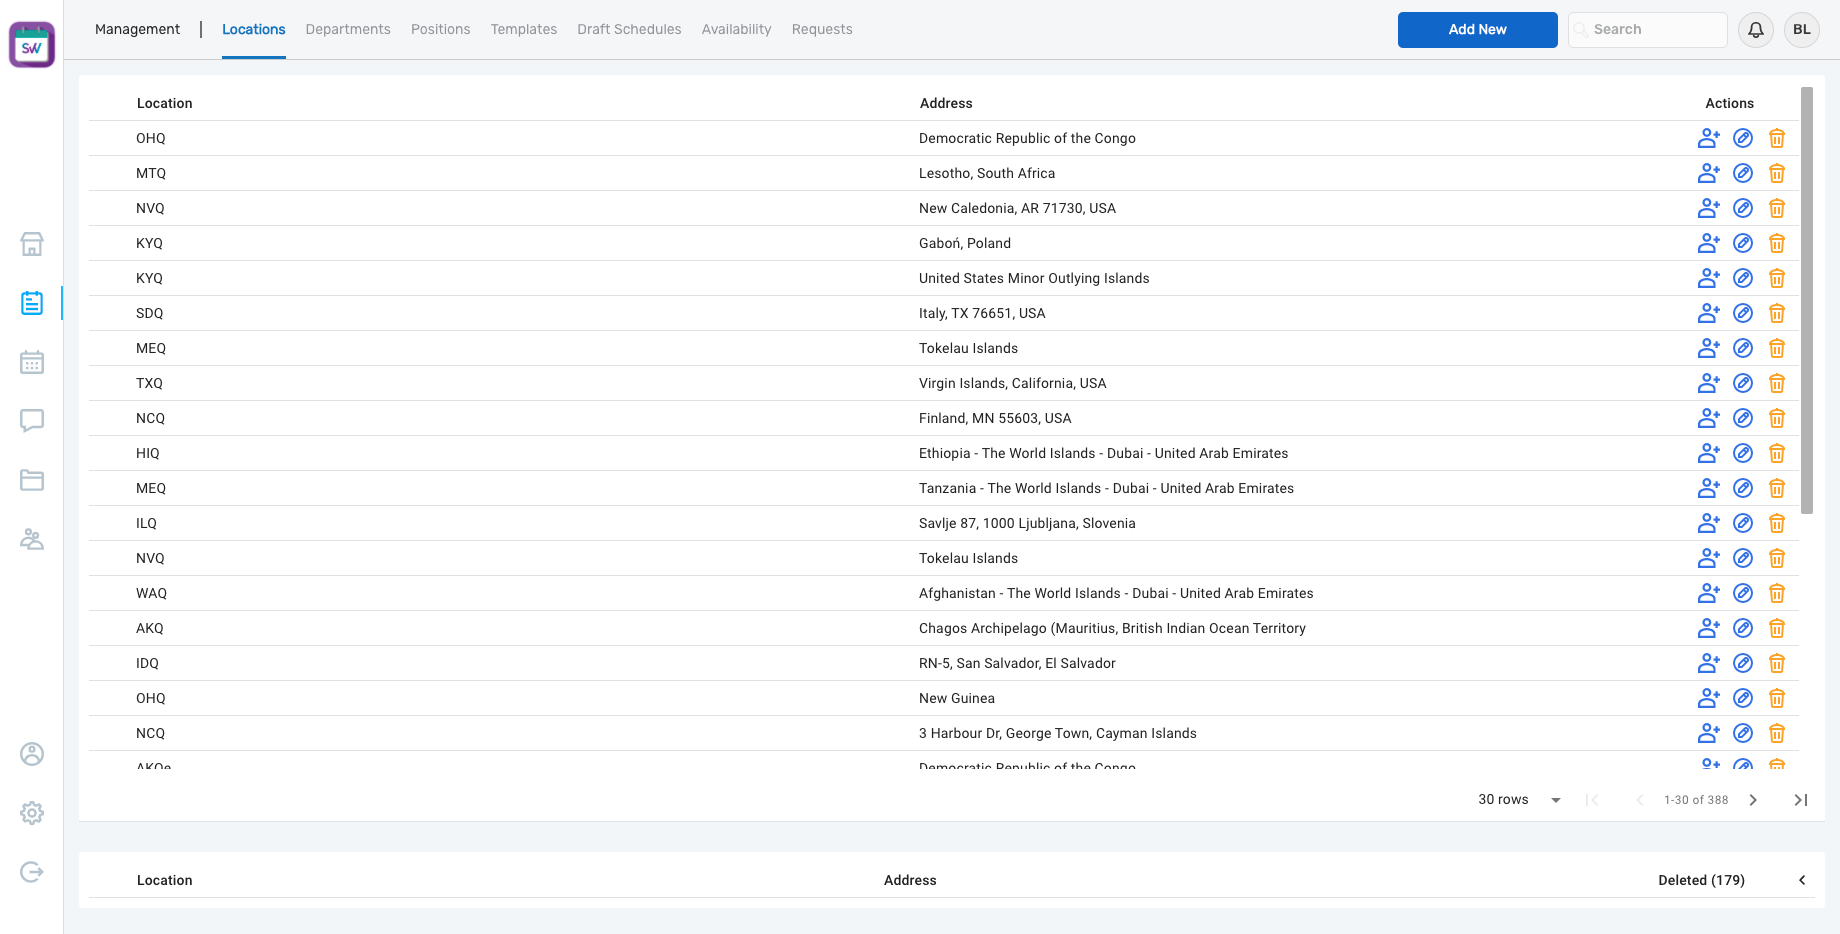 SW
Management | Locations Departments Positions Templates Draft Schedules Availability Requests Add New Search BL
Location Address Actions
OHQ Democratic Republic of the Congo
MTQ Lesotho, South Africa
NVQ New Caledonia, AR 71730, USA
KYQ Gaboń, Poland
KYQ United States Minor Outlying Islands
SDQ Italy, TX 76651, USA
MEQ Tokelau Islands
TXQ Virgin Islands, California, USA
NCQ Finland, MN 55603, USA
HIQ Ethiopia - The World Islands - Dubai - United Arab Emirates
MEQ Tanzania - The World Islands - Dubai - United Arab Emirates
ILQ Savlje 87, 1000 Ljubljana, Slovenia
NVQ Tokelau Islands
WAQ Afghanistan - The World Islands - Dubai - United Arab Emirates
AKQ Chagos Archipelago (Mauritius, British Indian Ocean Territory
IDQ RN-5, San Salvador, El Salvador
OHQ New Guinea
NCQ 3 Harbour Dr, George Town, Cayman Islands
AKQe Democratic Republic of the Congo
30 rows 1-30 of 388
Location Address Deleted (179)